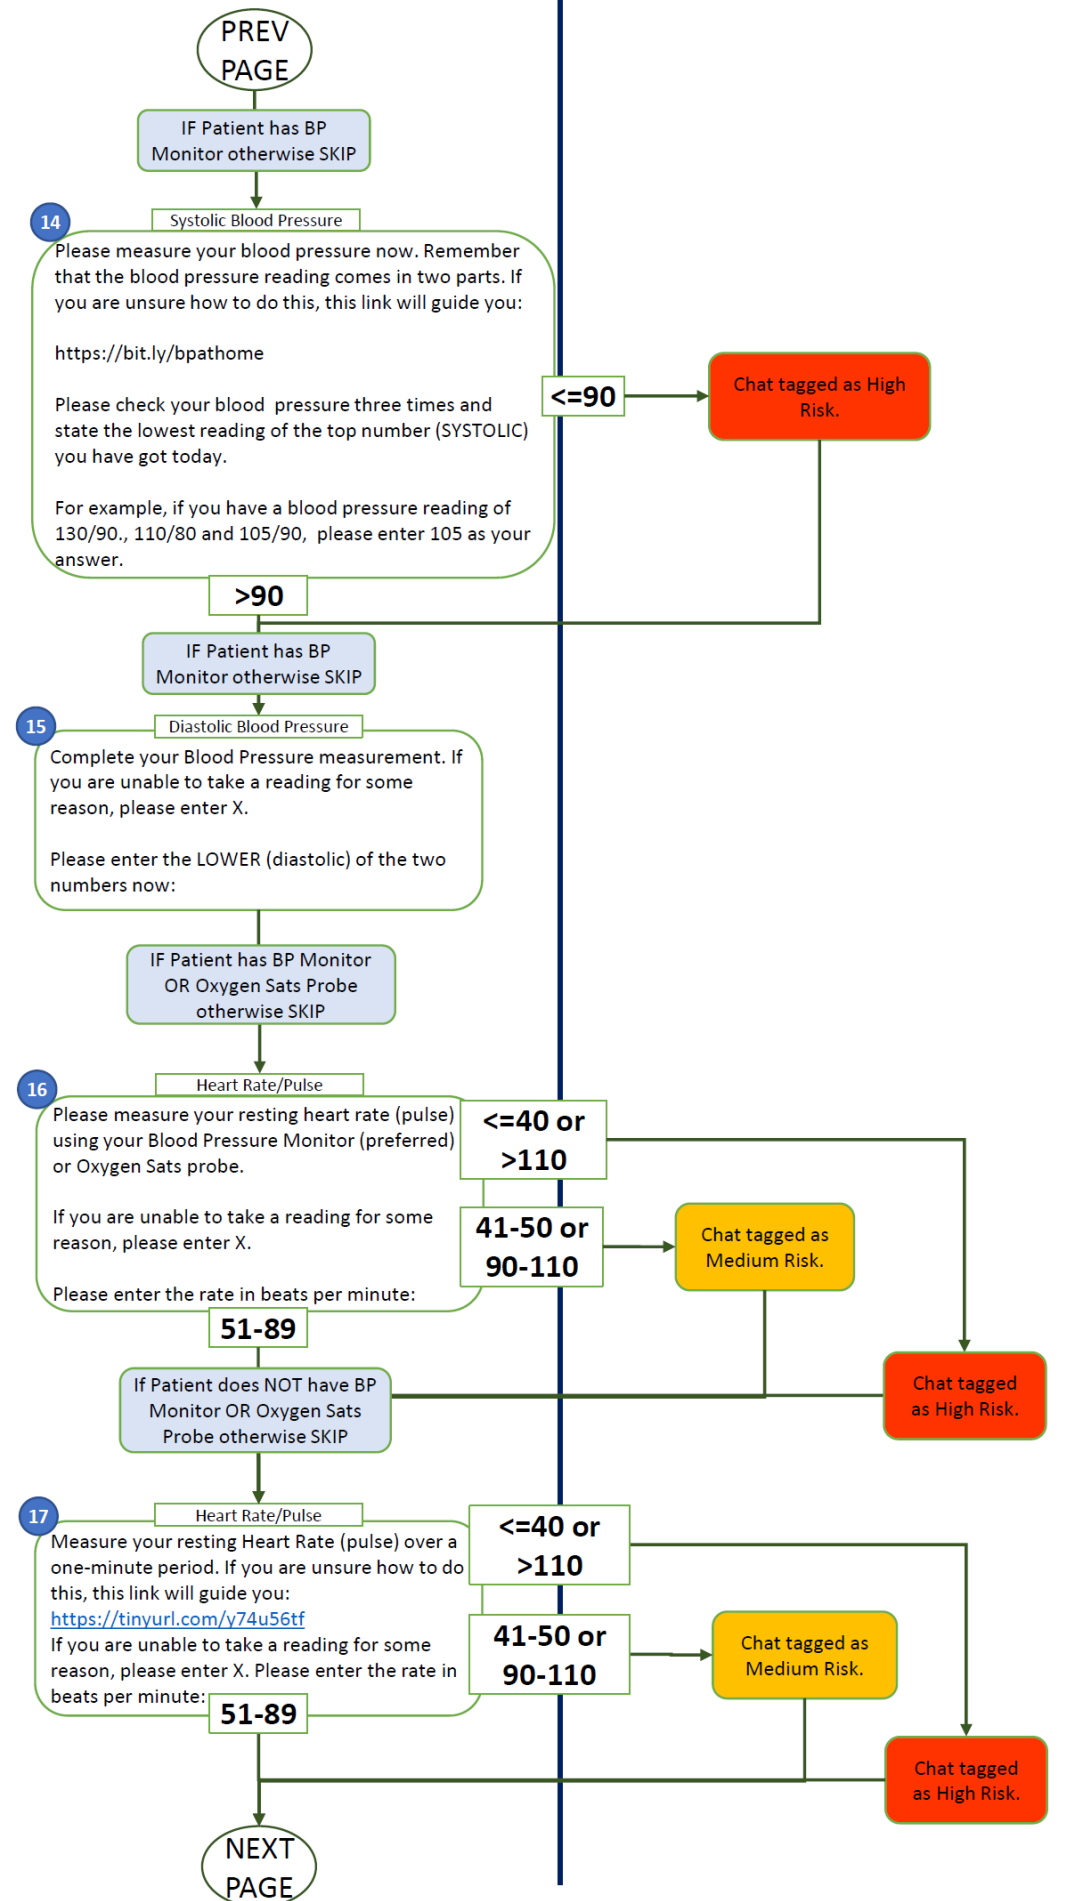 PREV
PAGE
IF Patient has BP
Monitor otherwise SKIP
14
Systolic Blood Pressure
Please measure your blood pressure now. Remember
that the blood pressure reading comes in two parts. If
you are unsure how to do this, this link will guide you:
https://bit.ly/bpathome
Please check your blood  pressure three times and
state the lowest reading of the top number (SYSTOLIC)
you have got today.
For example, if you have a blood pressure reading of
130/90., 110/80 and 105/90,  please enter 105 as your
answer.
<=90
Chat tagged as High
Risk.
>90
IF Patient has BP
Monitor otherwise SKIP
15
Diastolic Blood Pressure
Complete your Blood Pressure measurement. If
you are unable to take a reading for some
reason, please enter X.
Please enter the LOWER (diastolic) of the two
numbers now:
IF Patient has BP Monitor
OR Oxygen Sats Probe
otherwise SKIP
16
Heart Rate/Pulse
Please measure your resting heart rate (pulse)
using your Blood Pressure Monitor (preferred)
or Oxygen Sats probe.
If you are unable to take a reading for some
reason, please enter X.
Please enter the rate in beats per minute:
<=40 or
>110
41-50 or
90-110
Chat tagged as
Medium Risk.
Chat tagged
as High Risk.
51-89
If Patient does NOT have BP
Monitor OR Oxygen Sats
Probe otherwise SKIP
17
Heart Rate/Pulse
Measure your resting Heart Rate (pulse) over a
one-minute period. If you are unsure how to do
this, this link will guide you:
https://tinyurl.com/y74u56tf
If you are unable to take a reading for some
reason, please enter X. Please enter the rate in
beats per minute:
<=40 or
>110
41-50 or
90-110
Chat tagged as
Medium Risk.
Chat tagged
as High Risk.
51-89
NEXT
PAGE